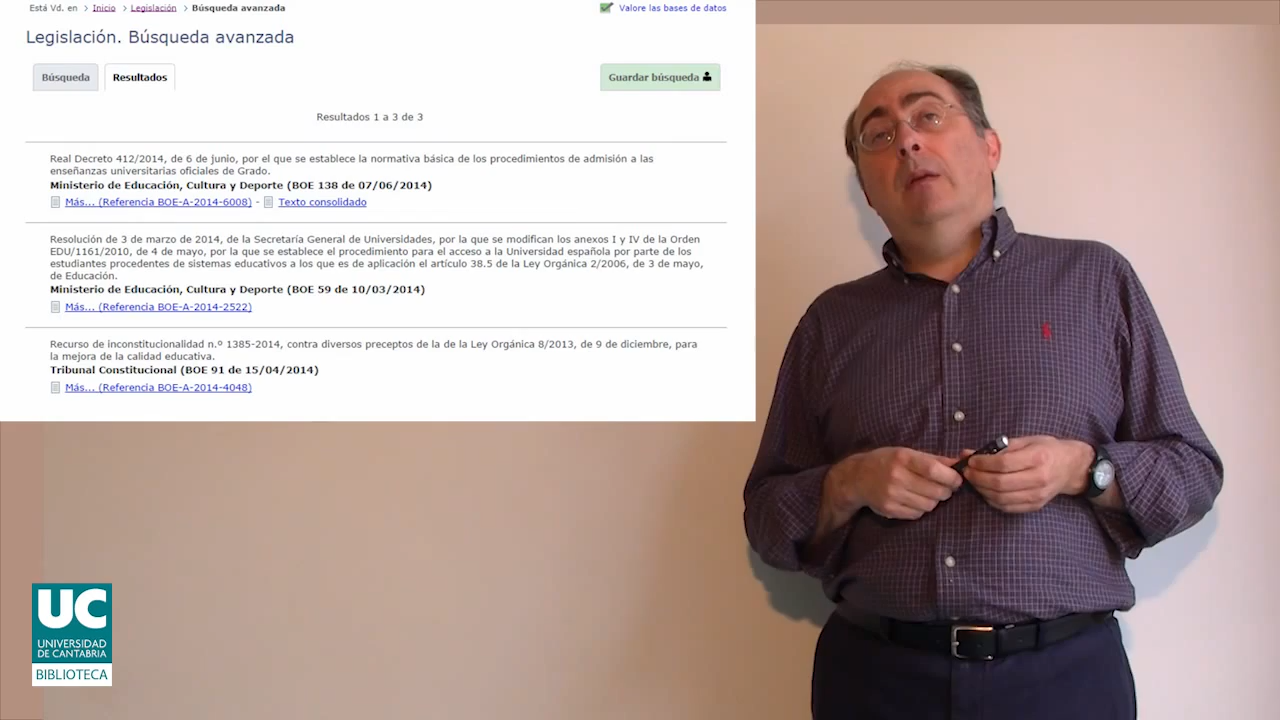 Está Vd. en > Inicio > Legislación > Búsqueda avanzada
Valore las bases de datos
Legislación. Búsqueda avanzada
Búsqueda
Resultados
Guardar búsqueda
Resultados 1 a 3 de 3
Real Decreto 412/2014, de 6 de junio, por el que se establece la normativa básica de los procedimientos de admisión a las
enseñanzas universitarias oficiales de Grado.
Ministerio de Educación, Cultura y Deporte (BOE 138 de 07/06/2014)
Más... (Referencia BOE-A-2014-6008) - Texto consolidado
Resolución de 3 de marzo de 2014, de la Secretaría General de Universidades, por la que se modifican los anexos I y IV de la Orden
EDU/1161/2010, de 4 de mayo, por la que se establece el procedimiento para el acceso a la Universidad española por parte de los
estudiantes procedentes de sistemas educativos a los que es de aplicación el artículo 38.5 de la Ley Orgánica 2/2006, de 3 de mayo,
de Educación.
Ministerio de Educación, Cultura y Deporte (BOE 59 de 10/03/2014)
Más... (Referencia BOE-A-2014-2522)
Recurso de inconstitucionalidad n.º 1385-2014, contra diversos preceptos de la de la Ley Orgánica 8/2013, de 9 de diciembre, para
la mejora de la calidad educativa.
Tribunal Constitucional (BOE 91 de 15/04/2014)
Más... (Referencia BOE-A-2014-4048)
UC
UNIVERSIDAD
DE CANTABRIA
BIBLIOTECA